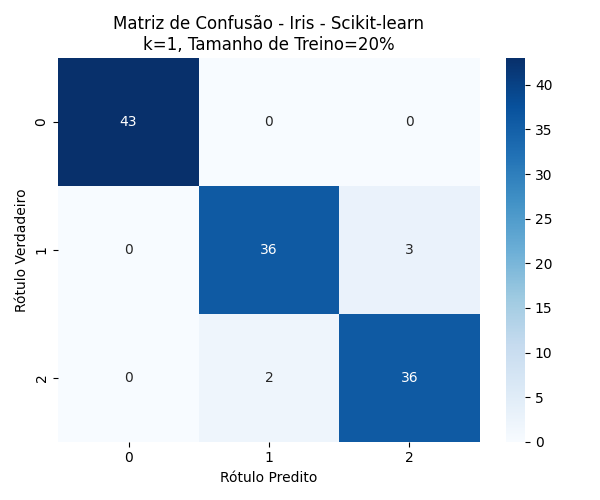 Matriz de Confusão - Iris - Scikit-learn
k=1, Tamanho de Treino=20%
0 43 0 0
1 0 36 3
2 0 2 36
0 1 2
Rótulo Verdadeiro
Rótulo Predito
40
35
30
25
20
15
10
5
0